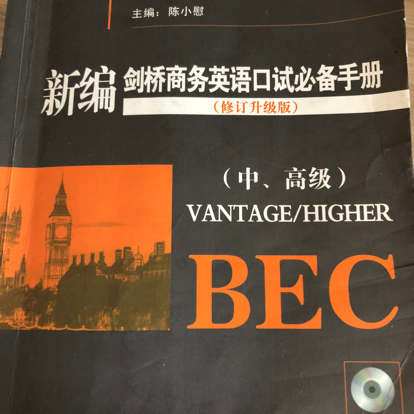 主编：陈小慰
新编 剑桥商务英语口试必备手册
（修订升级版）
（中、高级）
VANTAGE/HIGHER
BEC